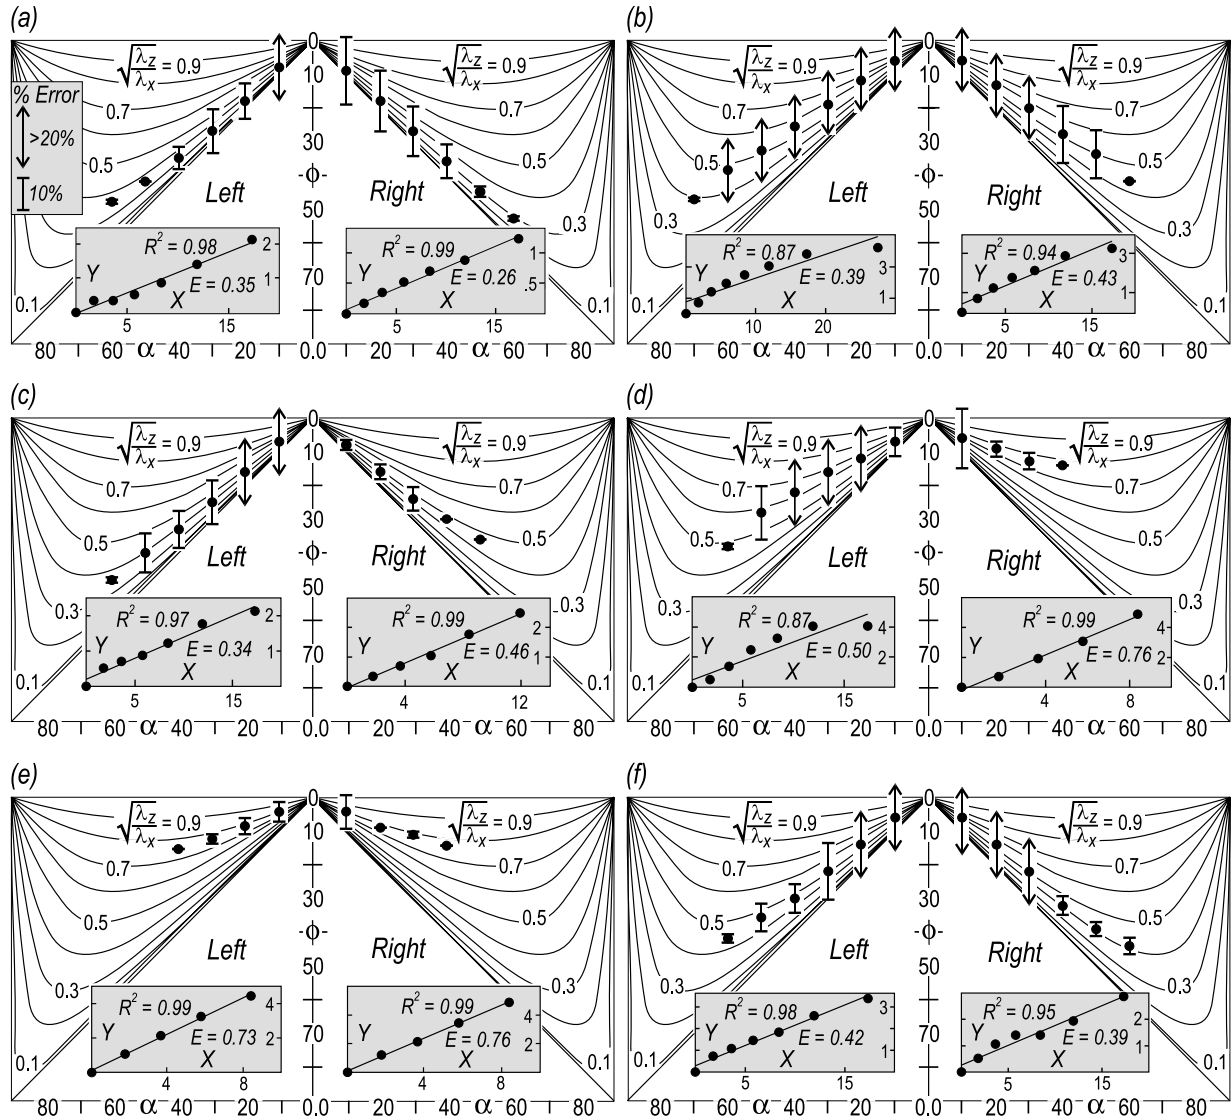 (a)
√λz/λx = 0.9
0
√λz/λx = 0.9
% Error
>20%
10%
10
0.7
0.7
30
0.5
0.5
ϕ
Left
Right
50
0.3
R² = 0.98
2
Y
1
E = 0.35
X
5
15
R² = 0.99
1
Y
E = 0.26
.5
X
5
15
70
0.1
0.1
80
60
α
40
20
0.0
20
α
40
60
80
(b)
√λz/λx = 0.9
0
√λz/λx = 0.9
10
0.7
0.7
30
0.5
0.5
ϕ
Left
Right
50
0.3
0.3
R² = 0.87
3
Y
E = 0.39
1
X
10
20
R² = 0.94
3
Y
E = 0.43
1
X
5
15
70
0.1
0.1
80
60
α
40
20
0.0
20
α
40
60
80
(c)
√λz/λx = 0.9
0
√λz/λx = 0.9
10
0.7
0.7
30
0.5
0.5
ϕ
Left
Right
50
0.3
0.3
R² = 0.97
2
Y
E = 0.34
1
X
5
15
R² = 0.99
2
Y
E = 0.46
1
X
4
12
70
0.1
0.1
80
60
α
40
20
0.0
20
α
40
60
80
(d)
√λz/λx = 0.9
0
√λz/λx = 0.9
10
0.7
0.7
30
0.5
0.5
ϕ
Left
Right
50
0.3
0.3
R² = 0.87
4
Y
E = 0.50
2
X
5
15
R² = 0.99
4
Y
E = 0.76
2
X
4
8
70
0.1
0.1
80
60
α
40
20
0.0
20
α
40
60
80
(e)
√λz/λx = 0.9
0
√λz/λx = 0.9
10
0.7
0.7
30
0.5
0.5
ϕ
Left
Right
50
0.3
0.3
R² = 0.99
4
Y
E = 0.73
2
X
4
8
R² = 0.99
4
Y
E = 0.76
2
X
4
8
70
0.1
0.1
80
60
α
40
20
0.0
20
α
40
60
80
(f)
√λz/λx = 0.9
0
√λz/λx = 0.9
10
0.7
0.7
30
0.5
0.5
ϕ
Left
Right
50
0.3
0.3
R² = 0.98
3
Y
E = 0.42
1
X
5
15
R² = 0.95
2
Y
E = 0.39
1
X
5
15
70
0.1
0.1
80
60
α
40
20
0.0
20
α
40
60
80